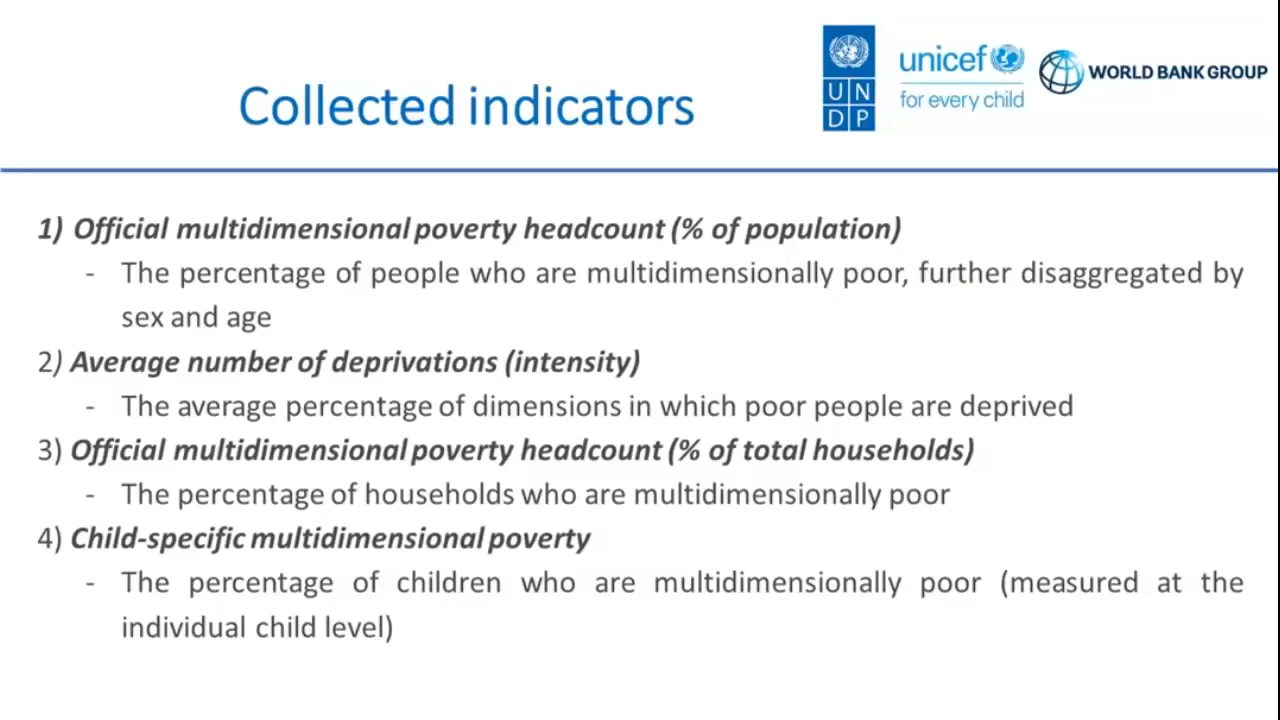 Collected indicators
U N
D P
unicef
for every child
WORLD BANK GROUP
1) Official multidimensional poverty headcount (% of population)
- The percentage of people who are multidimensionally poor, further disaggregated by
sex and age
2) Average number of deprivations (intensity)
- The average percentage of dimensions in which poor people are deprived
3) Official multidimensional poverty headcount (% of total households)
- The percentage of households who are multidimensionally poor
4) Child-specific multidimensional poverty
- The percentage of children who are multidimensionally poor (measured at the
individual child level)